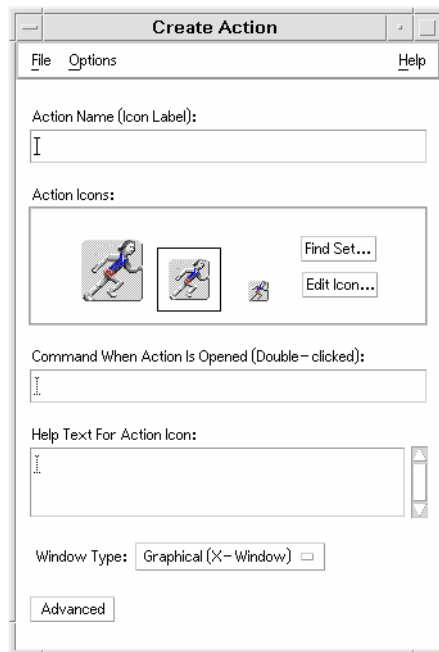 Create Action
File Options Help
Action Name (Icon Label):
Action Icons:
Find Set...
Edit Icon...
Command When Action Is Opened (Double-clicked):
Help Text For Action Icon:
Window Type: Graphical (X-Window)
Advanced